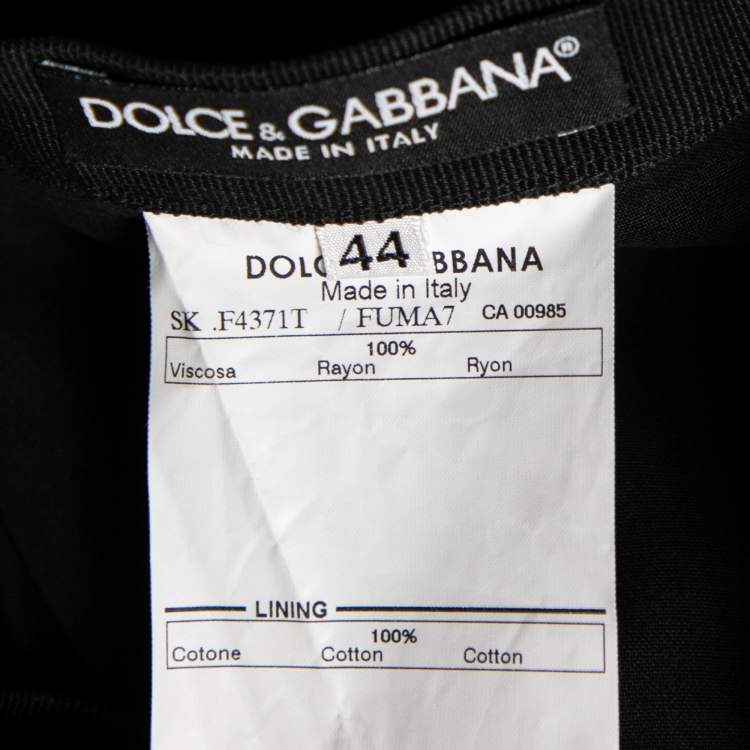 DOLCE & GABBANA®
MADE IN ITALY
44
DOLC BBANA
Made in Italy
SK .F4371T / FUMA7 CA 00985
100%
Viscosa Rayon Ryon
LINING
100%
Cotone Cotton Cotton